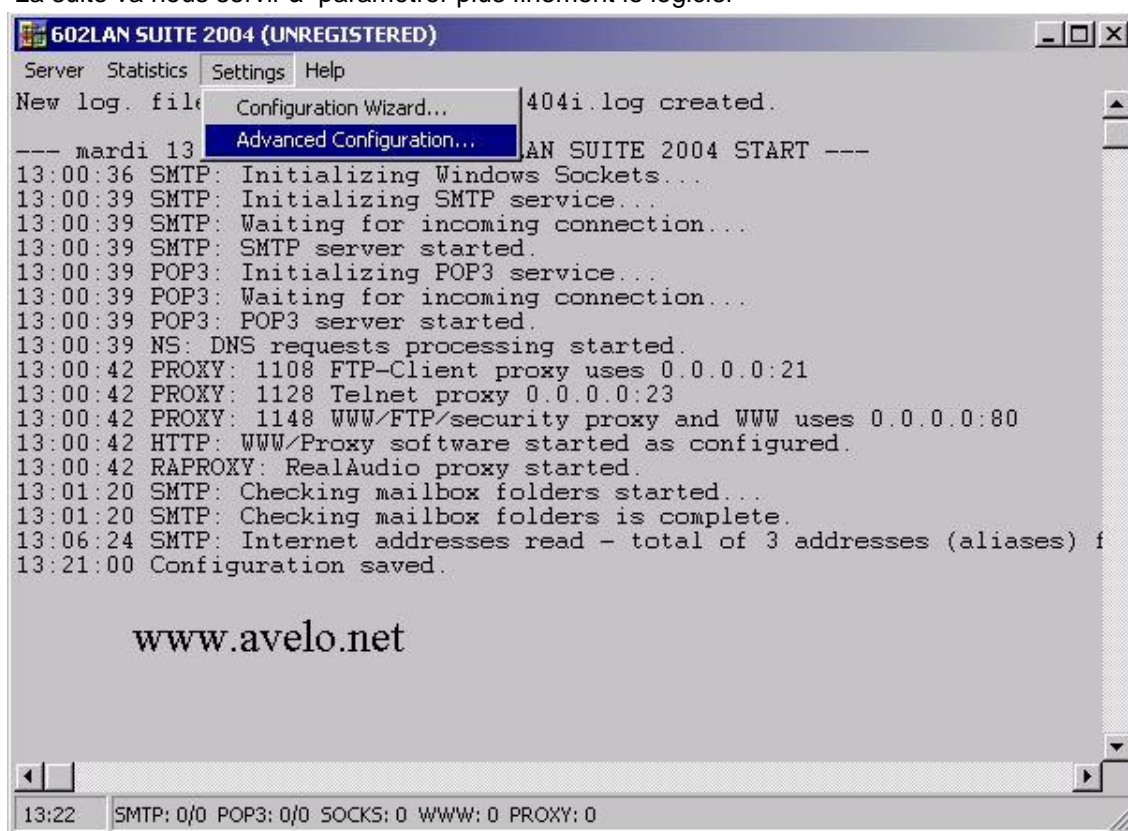 La suite va nous servir à paramétrer plus finement le logiciel
602LAN SUITE 2004 (UNREGISTERED)
Server Statistics Settings Help
Configuration Wizard...
Advanced Configuration...
New log. file 404i.log created.
--- mardi 13 LAN SUITE 2004 START ---
13:00:36 SMTP: Initializing Windows Sockets...
13:00:39 SMTP: Initializing SMTP service...
13:00:39 SMTP: Waiting for incoming connection...
13:00:39 SMTP: SMTP server started.
13:00:39 POP3: Initializing POP3 service...
13:00:39 POP3: Waiting for incoming connection...
13:00:39 POP3: POP3 server started.
13:00:39 NS: DNS requests processing started.
13:00:42 PROXY: 1108 FTP-Client proxy uses 0.0.0.0:21
13:00:42 PROXY: 1128 Telnet proxy 0.0.0.0:23
13:00:42 PROXY: 1148 WWW/FTP/security proxy and WWW uses 0.0.0.0:80
13:00:42 HTTP: WWW/Proxy software started as configured.
13:00:42 RAPROXY: RealAudio proxy started.
13:01:20 SMTP: Checking mailbox folders started...
13:01:20 SMTP: Checking mailbox folders is complete.
13:06:24 SMTP: Internet addresses read - total of 3 addresses (aliases) f
13:21:00 Configuration saved.
www.avelo.net
13:22 SMTP: 0/0 POP3: 0/0 SOCKS: 0 WWW: 0 PROXY: 0